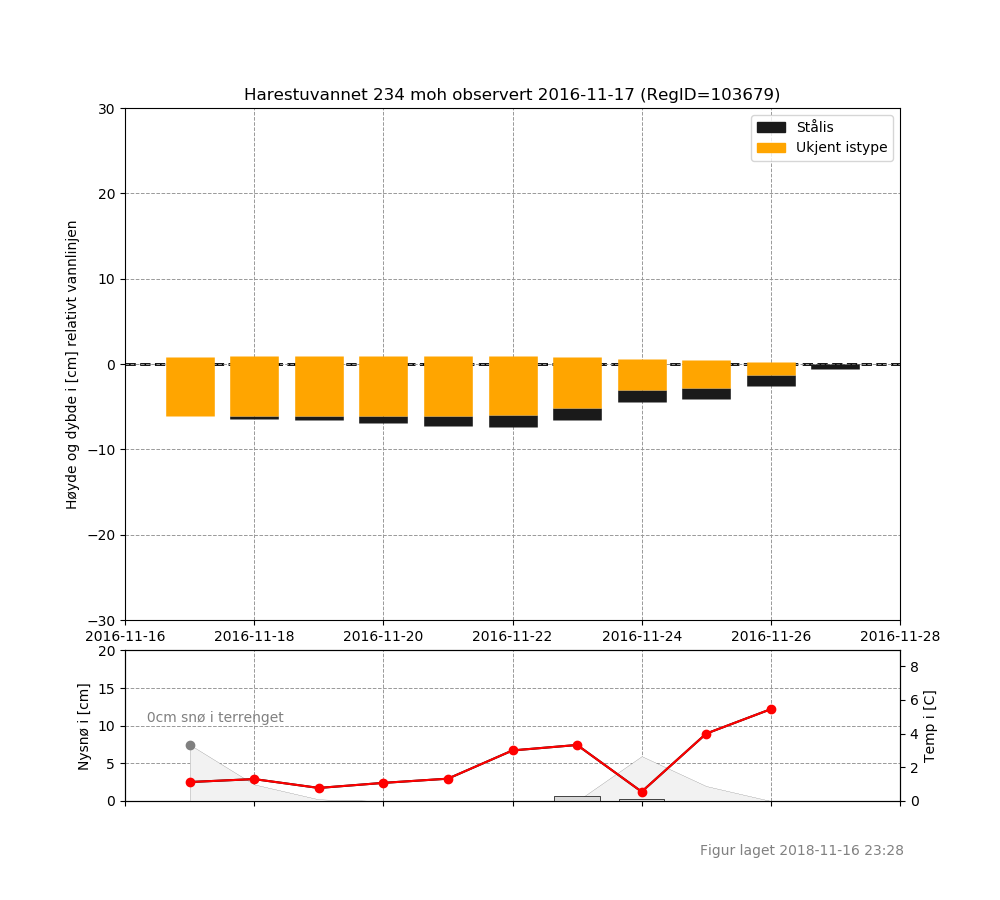 Harestuvannet 234 moh observert 2016-11-17 (RegID=103679)
Høyde og dybde i [cm] relativt vannlinjen
30
20
10
0
−10
−20
−30
Stålis
Ukjent istype
2016-11-16 2016-11-18 2016-11-20 2016-11-22 2016-11-24 2016-11-26 2016-11-28
Nysnø i [cm]
20
15
10
5
0
0cm snø i terrenget
8
6
4
2
0
Temp i [C]
Figur laget 2018-11-16 23:28